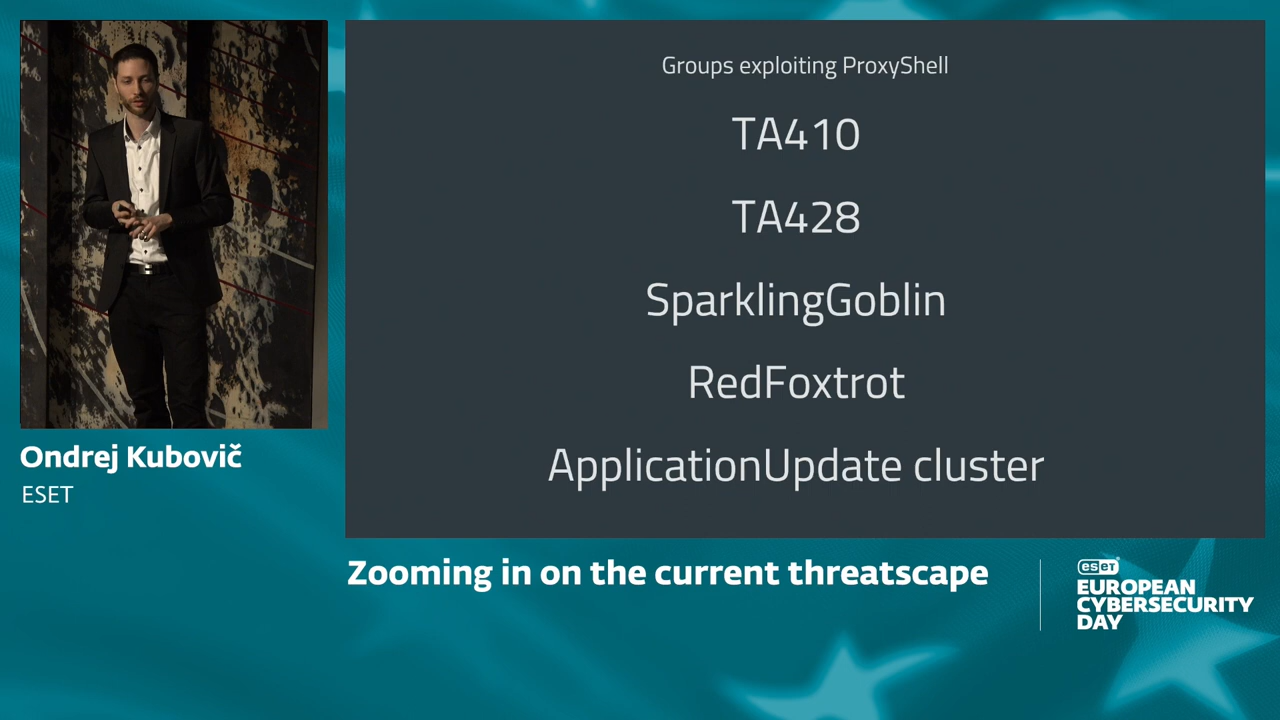 Groups exploiting ProxyShell
TA410
TA428
SparklingGoblin
RedFoxtrot
ApplicationUpdate cluster
Ondrej Kubovič
ESET
Zooming in on the current threatscape
eseT
EUROPEAN
CYBERSECURITY
DAY